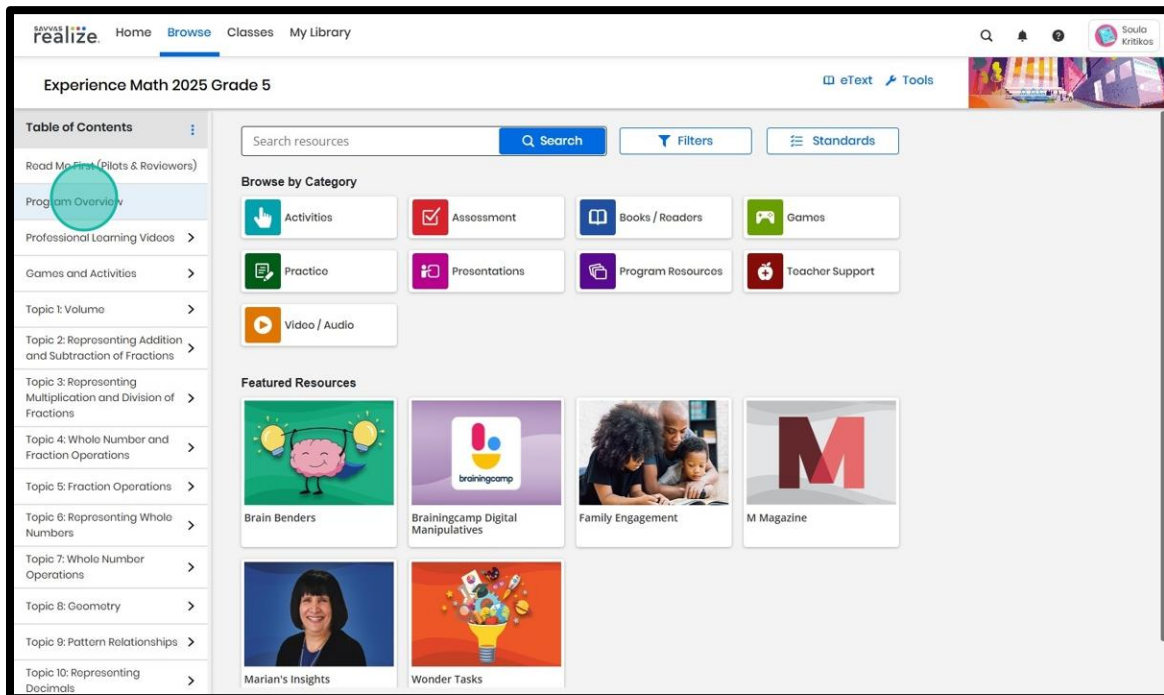 SAVVAS
realize.
Home Browse Classes My Library
Soula
Kritikos
Experience Math 2025 Grade 5
eText Tools
Table of Contents
Read Me First (Pilots & Reviewers)
Program Overview
Professional Learning Videos
Games and Activities
Topic 1: Volume
Topic 2: Representing Addition
and Subtraction of Fractions
Topic 3: Representing
Multiplication and Division of
Fractions
Topic 4: Whole Number and
Fraction Operations
Topic 5: Fraction Operations
Topic 6: Representing Whole
Numbers
Topic 7: Whole Number
Operations
Topic 8: Geometry
Topic 9: Pattern Relationships
Topic 10: Representing
Decimals
Search resources Search Filters Standards
Browse by Category
Activities Assessment Books / Readers Games
Practice Presentations Program Resources Teacher Support
Video / Audio
Featured Resources
brainingcamp
M
Brain Benders Brainingcamp Digital Family Engagement M Magazine
Manipulatives
Marian's Insights Wonder Tasks